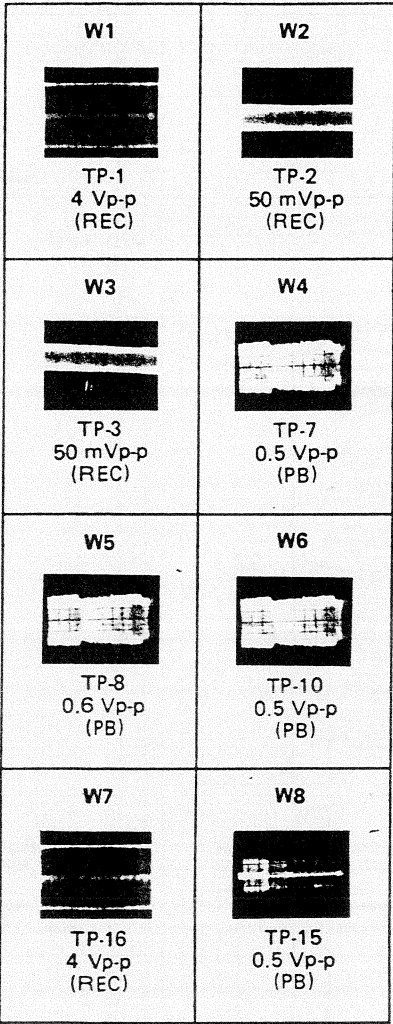 W1
TP-1
4 Vp-p
(REC)
W2
TP-2
50 mVp-p
(REC)
W3
TP-3
50 mVp-p
(REC)
W4
TP-7
0.5 Vp-p
(PB)
W5
TP-8
0.6 Vp-p
(PB)
W6
TP-10
0.5 Vp-p
(PB)
W7
TP-16
4 Vp-p
(REC)
W8
TP-15
0.5 Vp-p
(PB)